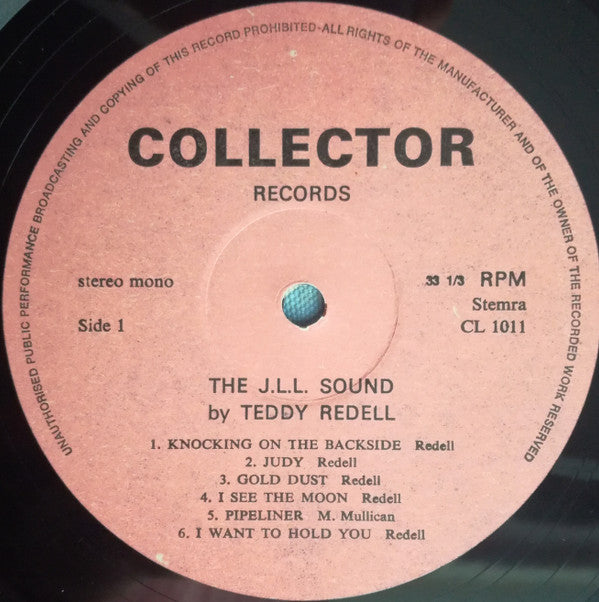 UNAUTHORISED PUBLIC PERFORMANCE BROADCASTING AND COPYING OF THIS RECORD PROHIBITED-ALL RIGHTS OF THE MANUFACTURER AND OF THE OWNER OF THE RECORDED WORK RESERVED
COLLECTOR
RECORDS
stereo mono 33 1/3 RPM
Stemra
Side 1 CL 1011
THE J.L.L. SOUND
by TEDDY REDELL
1. KNOCKING ON THE BACKSIDE Redell
2. JUDY Redell
3. GOLD DUST Redell
4. I SEE THE MOON Redell
5. PIPELINER M. Mullican
6. I WANT TO HOLD YOU Redell